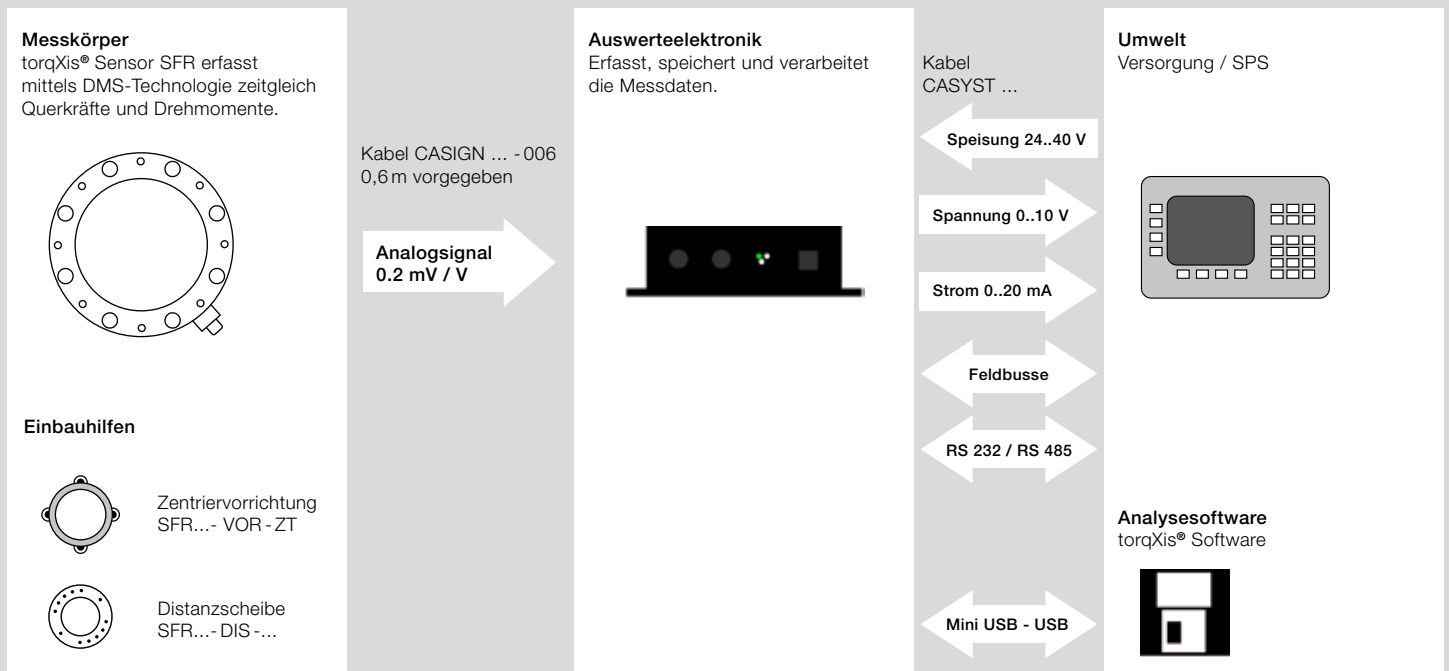 Messkörper
torqXis® Sensor SFR erfasst
mittels DMS-Technologie zeitgleich
Querkräfte und Drehmomente.
Einbauhilfen
Zentriervorrichtung
SFR...- VOR - ZT
Distanzscheibe
SFR...- DIS -...
Kabel CASIGN ... - 006
0,6 m vorgegeben
Analogsignal
0.2 mV / V
Auswerteelektronik
Erfasst, speichert und verarbeitet
die Messdaten.
Kabel
CASYST ...
Speisung 24..40 V
Spannung 0..10 V
Strom 0..20 mA
Feldbusse
RS 232 / RS 485
Mini USB - USB
Umwelt
Versorgung / SPS
Analysesoftware
torqXis® Software